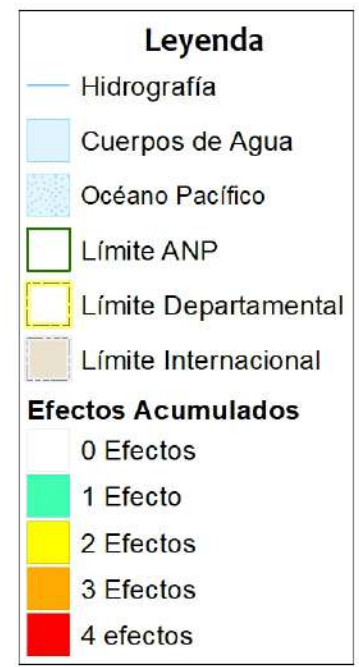 Leyenda
Hidrografía
Cuerpos de Agua
Océano Pacífico
Límite ANP
Límite Departamental
Límite Internacional
Efectos Acumulados
0 Efectos
1 Efecto
2 Efectos
3 Efectos
4 efectos